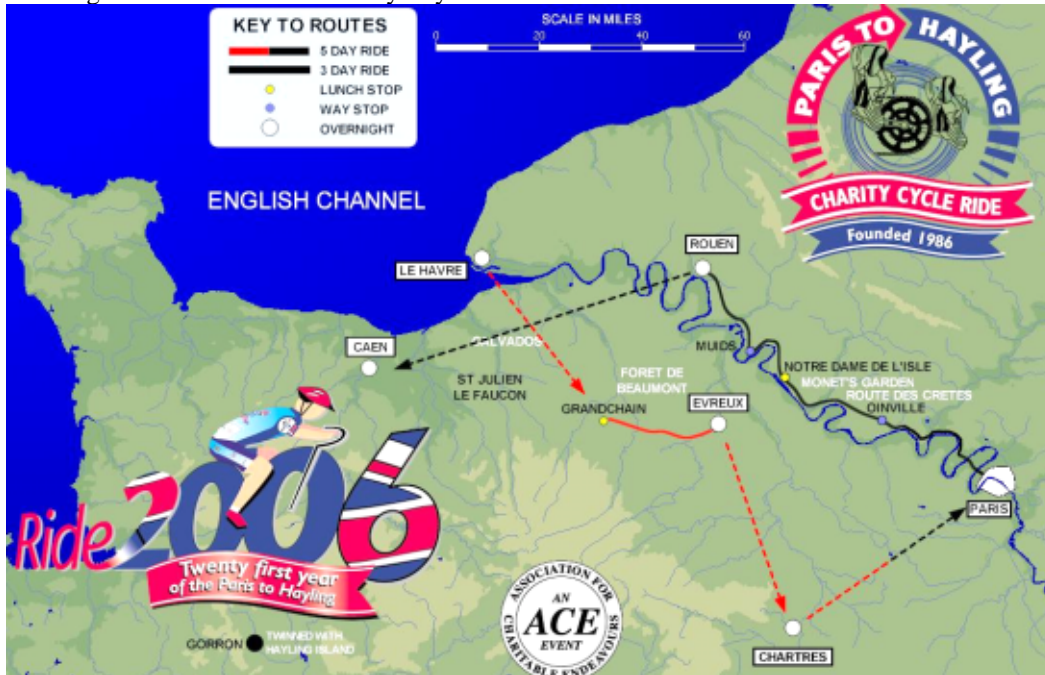 KEY TO ROUTES
5 DAY RIDE
3 DAY RIDE
LUNCH STOP
WAY STOP
OVERNIGHT
SCALE IN MILES
0 20 40 60
PARIS TO HAYLING
CHARITY CYCLE RIDE
Founded 1986
ENGLISH CHANNEL
LE HAVRE
ROUEN
CAEN
CALVADOS
MUIDS
NOTRE DAME DE L'ISLE
MONET'S GARDEN
ROUTE DES CRETES
OINVILLE
ST JULIEN
LE FAUCON
FORET DE
BEAUMONT
GRANDCHAIN
EVREUX
PARIS
Ride 2006
Twenty first year
of the Paris to Hayling
ASSOCIATION FOR
AN
ACE
EVENT
CHARITABLE ENDEAVOURS
GORRON
TWINNED WITH
HAYLING ISLAND
CHARTRES